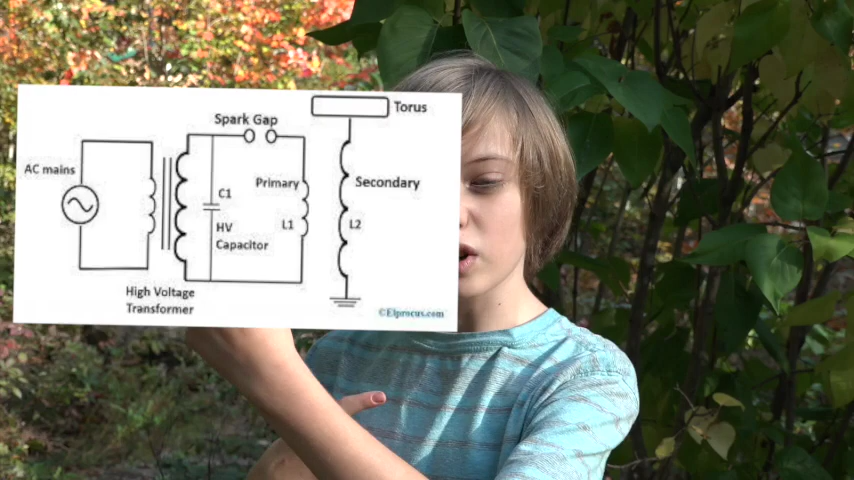 Torus
Spark Gap
AC mains
Primary
Secondary
C1
HV
Capacitor
L1
L2
High Voltage
Transformer
©Elprocus.com